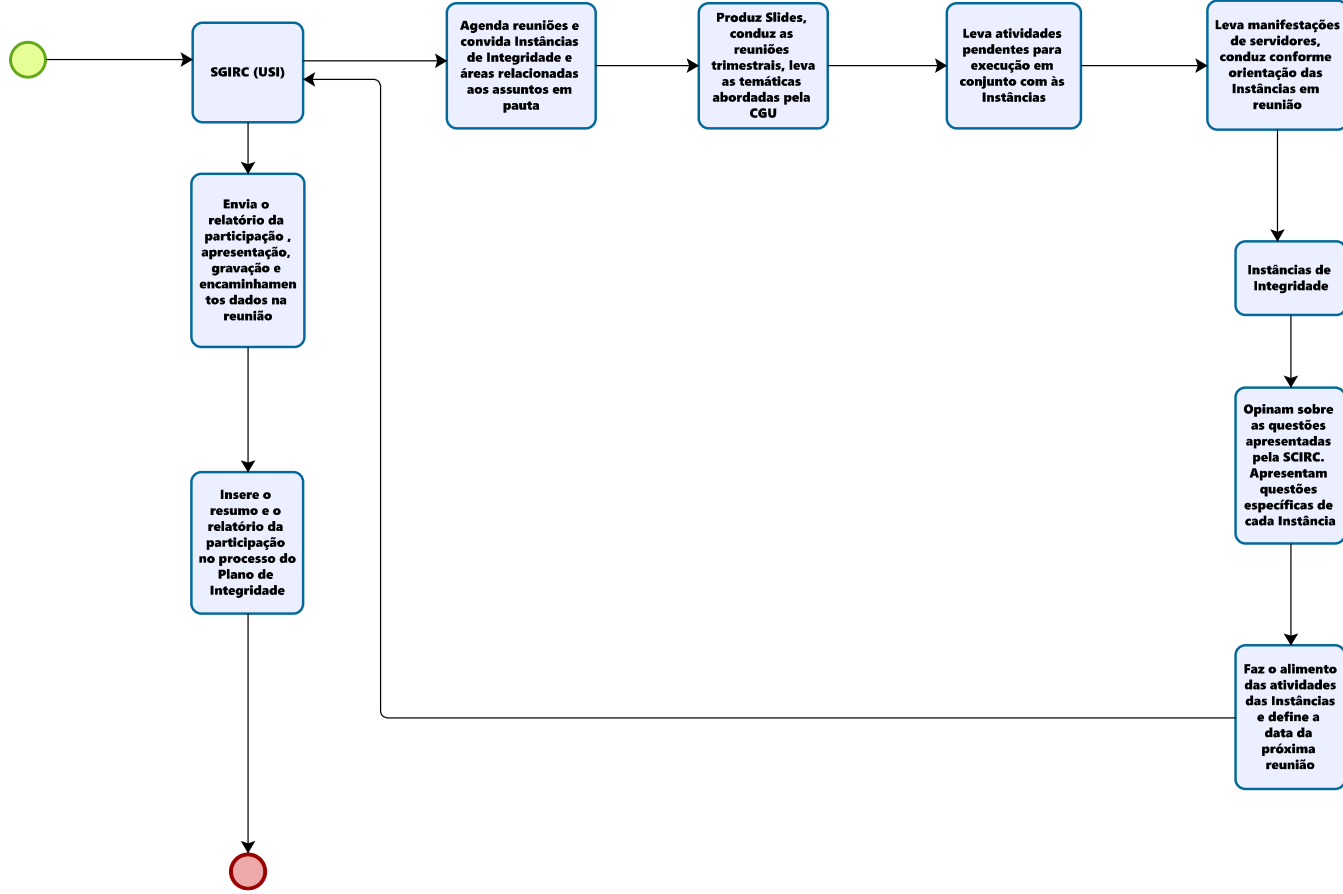 SGIRC (USI)
Agenda reuniões e
convida Instâncias
de Integridade e
áreas relacionadas
aos assuntos em
pauta
Produz Slides,
conduz as
reuniões
trimestrais, leva
as temáticas
abordadas pela
CGU
Leva atividades
pendentes para
execução em
conjunto com às
Instâncias
Leva manifestações
de servidores,
conduz conforme
orientação das
Instâncias em
reunião
Instâncias de
Integridade
Opinam sobre
as questões
apresentadas
pela SCIRC.
Apresentam
questões
específicas de
cada Instância
Faz o alimento
das atividades
das Instâncias
e define a
data da
próxima
reunião
Envia o
relatório da
participação ,
apresentação,
gravação e
encaminhamen
tos dados na
reunião
Insere o
resumo e o
relatório da
participação
no processo do
Plano de
Integridade